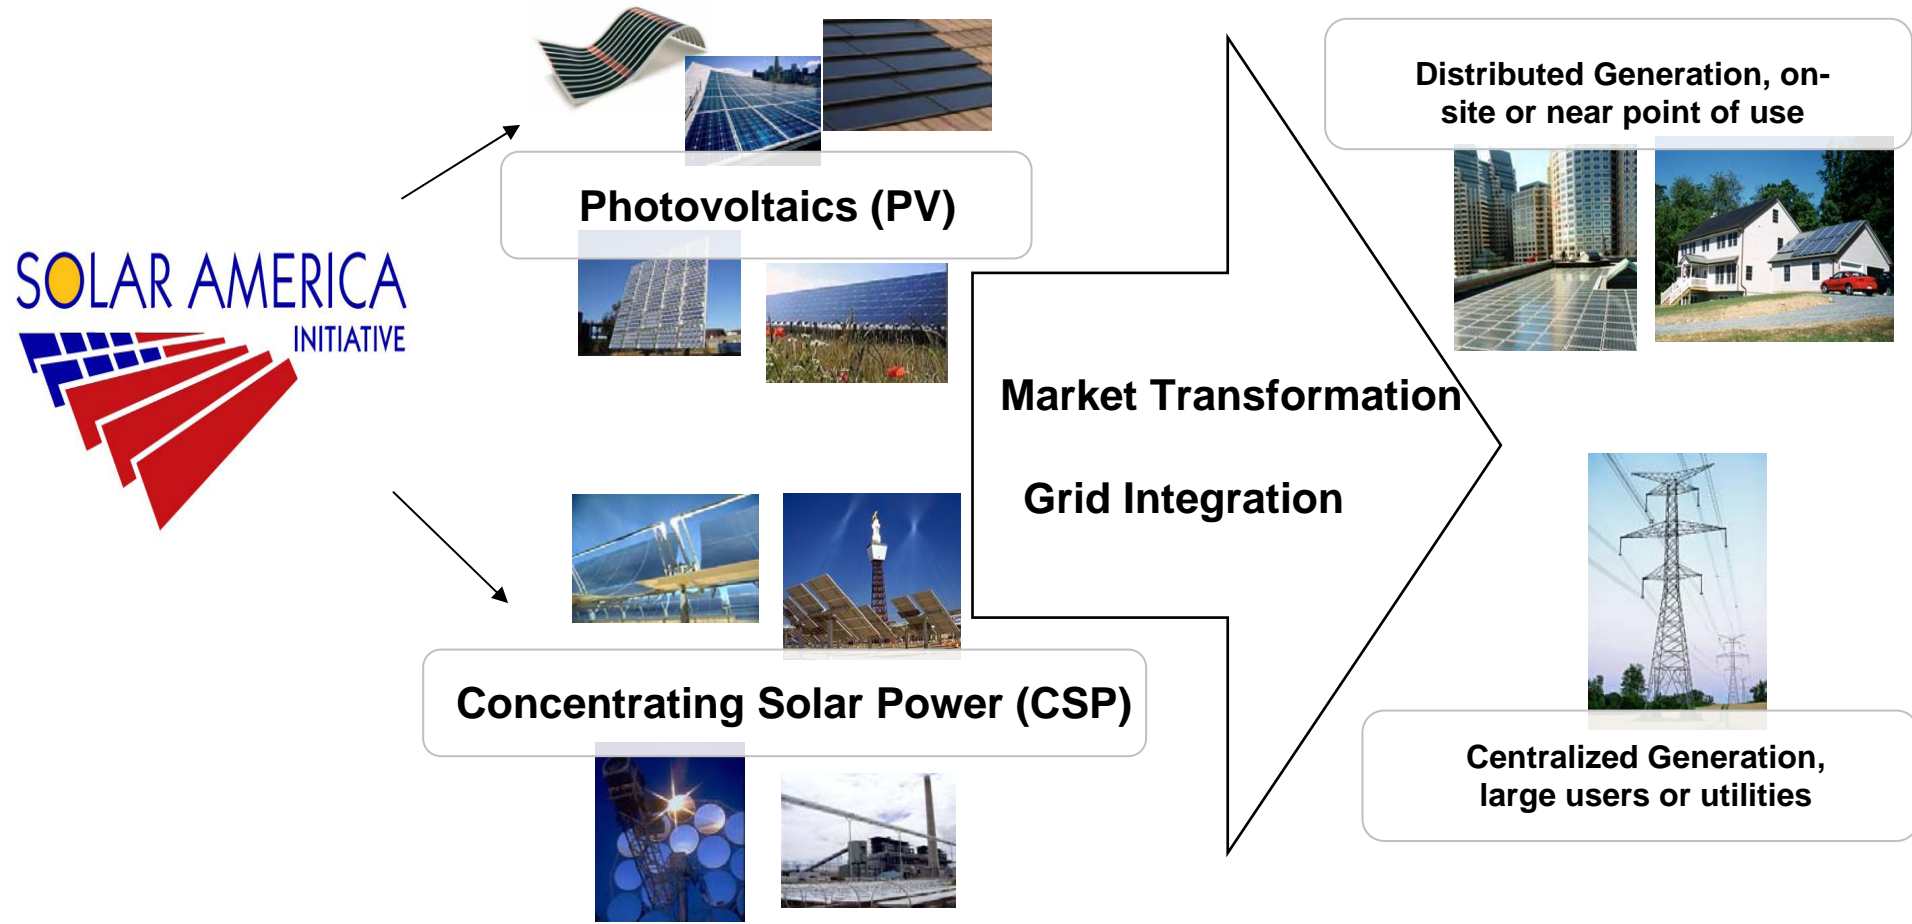 SOLAR AMERICA
INITIATIVE
Photovoltaics (PV)
Concentrating Solar Power (CSP)
Market Transformation
Grid Integration
Distributed Generation, on-
site or near point of use
Centralized Generation,
large users or utilities